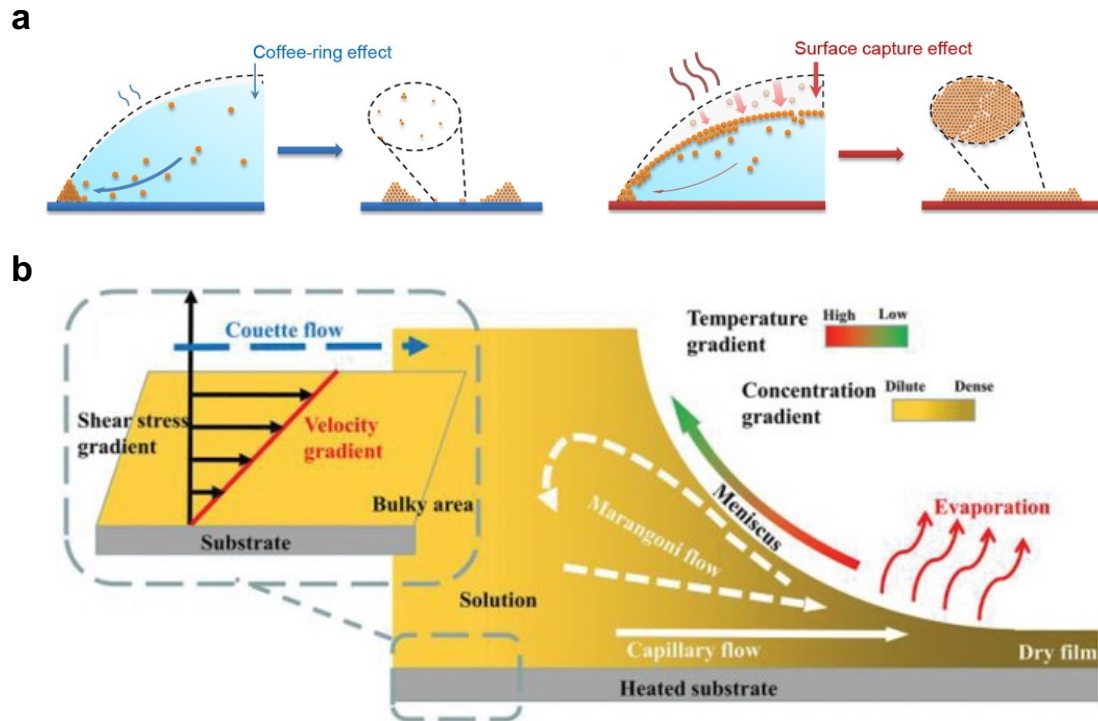 a
Coffee-ring effect
Surface capture effect
b
Couette flow
Shear stress
gradient
Velocity
gradient
Bulky area
Substrate
Temperature
gradient
High
Low
Concentration
gradient
Dilute
Dense
Meniscus
Evaporation
Marangoni flow
Solution
Capillary flow
Dry film
Heated substrate